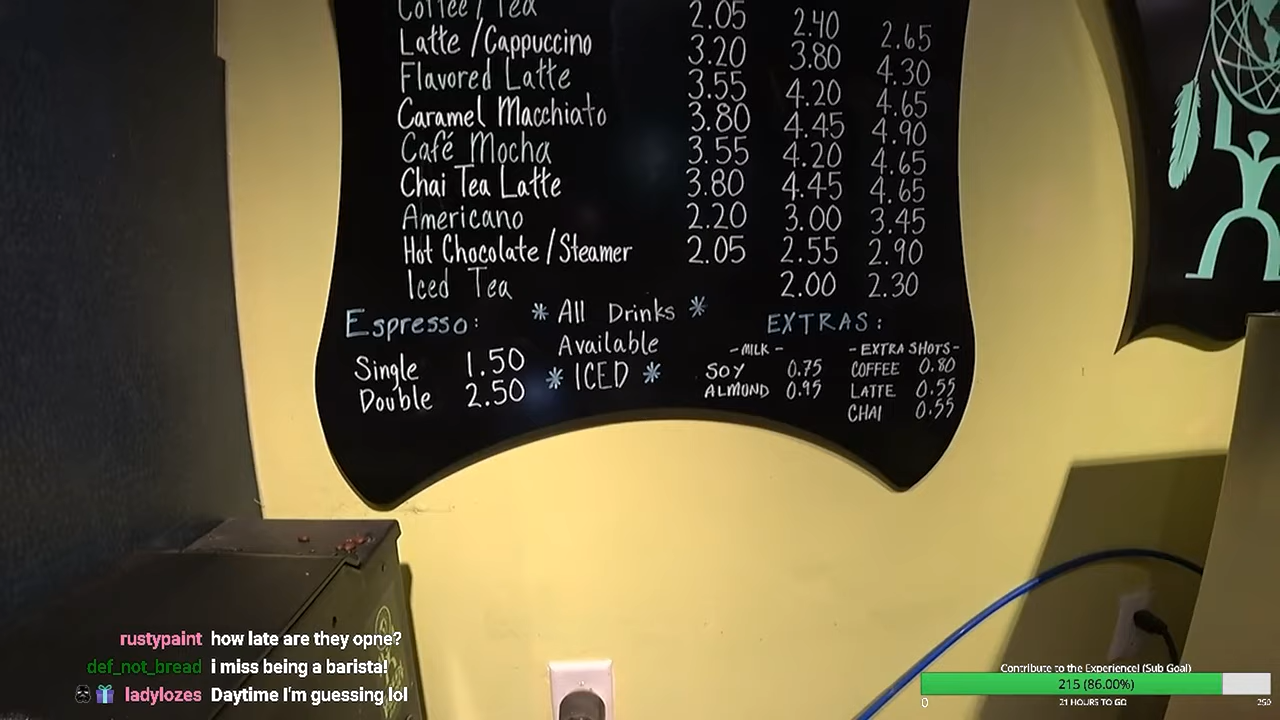 Coffee / Tea 2.05 2.40 2.65
Latte / Cappuccino 3.20 3.80 4.30
Flavored Latte 3.55 4.20 4.65
Caramel Macchiato 3.80 4.45 4.90
Café Mocha 3.55 4.20 4.65
Chai Tea Latte 3.80 4.45 4.65
Americano 2.20 3.00 3.45
Hot Chocolate / Steamer 2.05 2.55 2.90
Iced Tea 2.00 2.30
Espresso:
Single 1.50
Double 2.50
* All Drinks *
Available
* ICED *
EXTRAS:
- MILK -
SOY 0.75
ALMOND 0.95
- EXTRA SHOTS -
COFFEE 0.80
LATTE 0.55
CHAI 0.55
rustypaint how late are they opne?
def_not_bread i miss being a barista!
ladylozes Daytime I'm guessing lol
Contribute to the Experience! (Sub Goal)
215 (86.00%)
0 21 HOURS TO GO 250